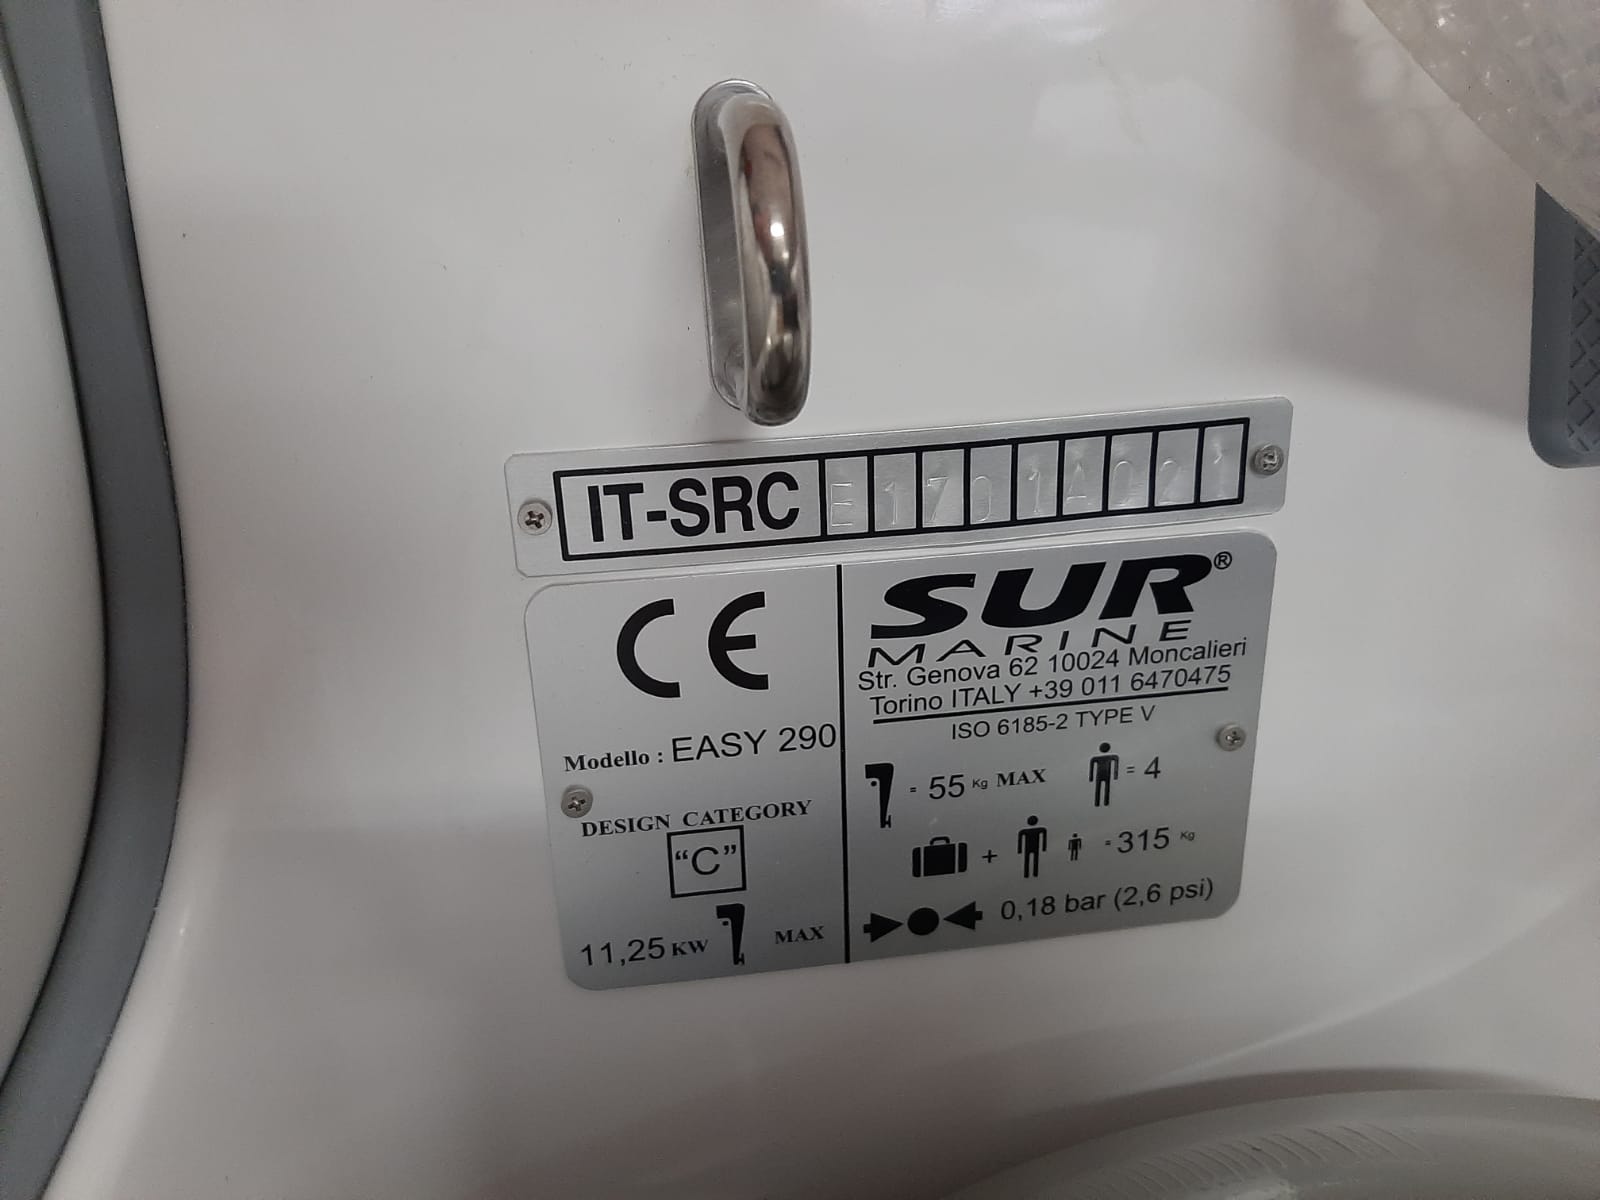 IT-SRC E1701A021
CE
Modello : EASY 290
DESIGN CATEGORY
“C”
11,25 KW MAX
SUR®
MARINE
Str. Genova 62 10024 Moncalieri
Torino ITALY +39 011 6470475
ISO 6185-2 TYPE V
= 55 Kg MAX = 4
+ = 315 Kg
0,18 bar (2,6 psi)